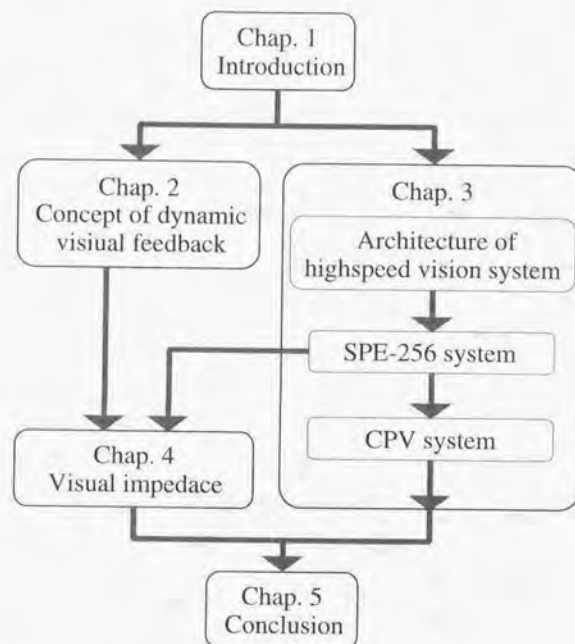 Chap. 1
Introduction
Chap. 2
Concept of dynamic
visiual feedback
Chap. 3
Architecture of
highspeed vision system
SPE-256 system
CPV system
Chap. 4
Visual impedace
Chap. 5
Conclusion